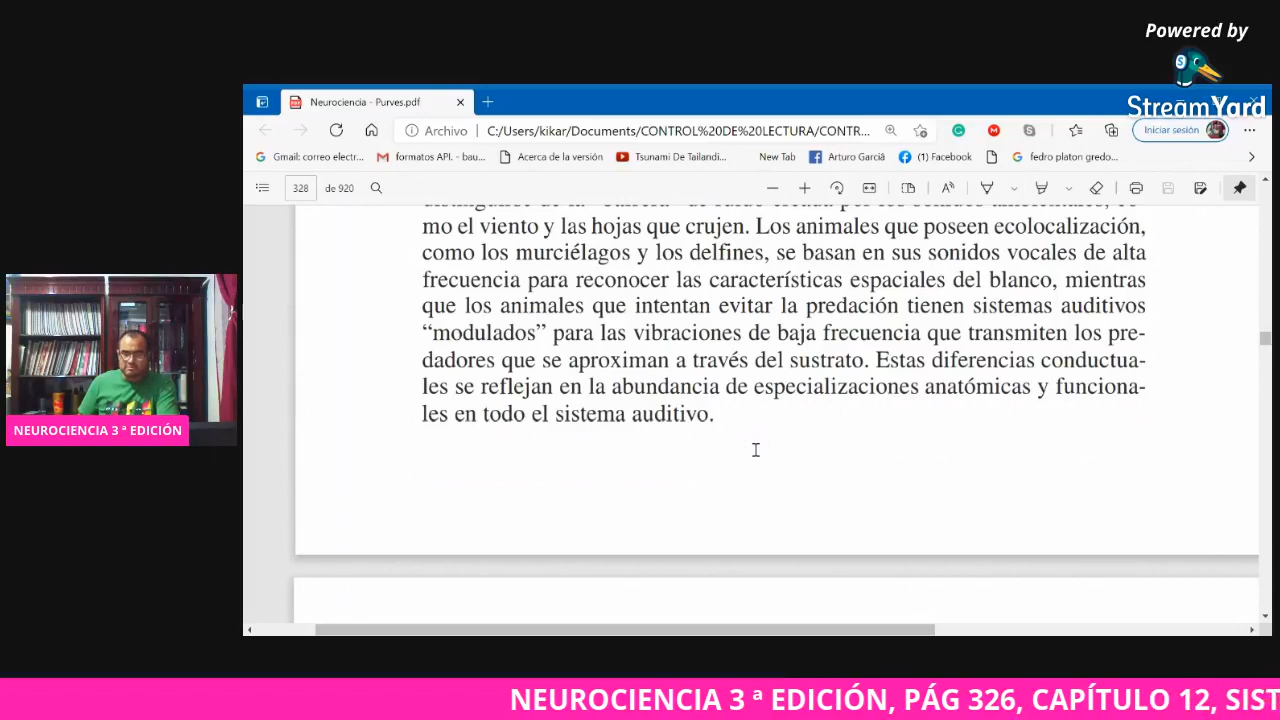 Powered by
StreamYard
Neurociencia - Purves.pdf
Archivo
C:/Users/kikar/Documents/CONTROL%20DE%20LECTURA/CONTR...
Iniciar sesión
Gmail: correo electr...
formatos API. - bau...
Acerca de la versión
Tsunami De Tailandi...
New Tab
Arturo Garciá
(1) Facebook
fedro platon gredo...
328
de 920
mo el viento y las hojas que crujen. Los animales que poseen ecolocalización,
como los murciélagos y los delfines, se basan en sus sonidos vocales de alta
frecuencia para reconocer las características espaciales del blanco, mientras
que los animales que intentan evitar la predación tienen sistemas auditivos
“modulados” para las vibraciones de baja frecuencia que transmiten los pre-
dadores que se aproximan a través del sustrato. Estas diferencias conductua-
les se reflejan en la abundancia de especializaciones anatómicas y funciona-
les en todo el sistema auditivo.
NEUROCIENCIA 3 ª EDICIÓN
NEUROCIENCIA 3 ª EDICIÓN, PÁG 326, CAPÍTULO 12, SIST